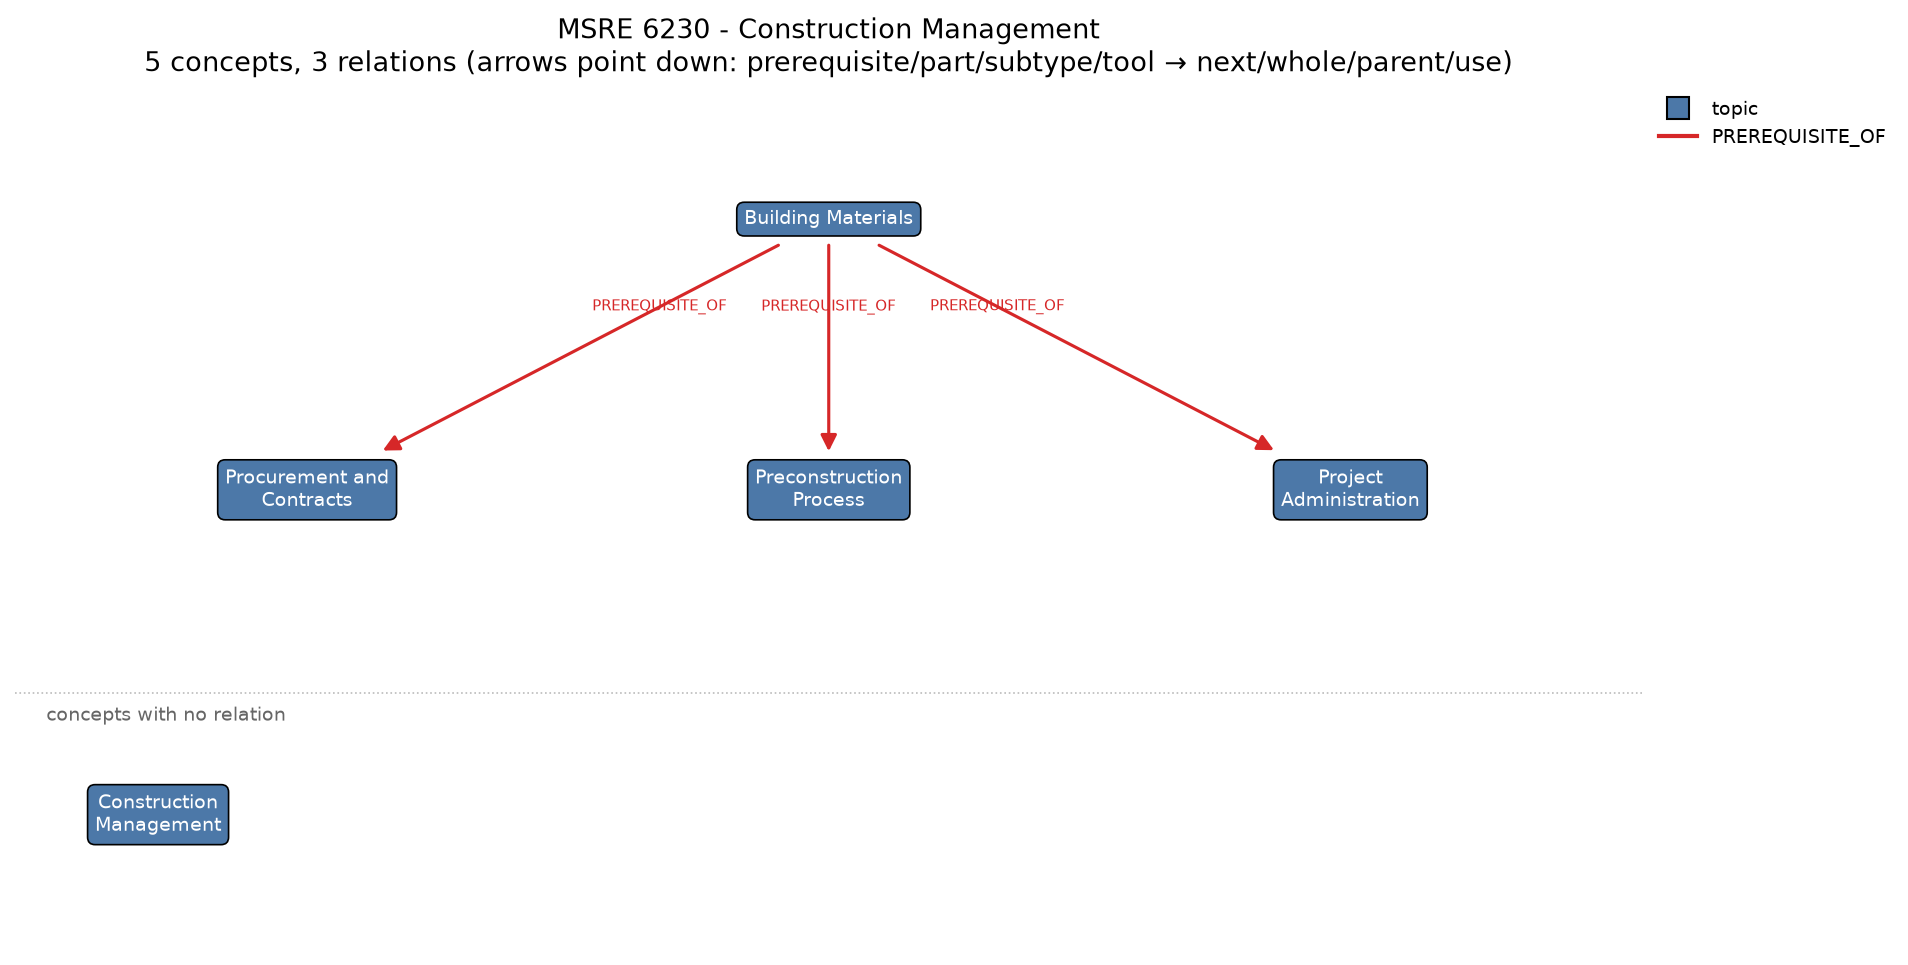 MSRE 6230 - Construction Management
5 concepts, 3 relations (arrows point down: prerequisite/part/subtype/tool → next/whole/parent/use)
topic
PREREQUISITE_OF
Building Materials
PREREQUISITE_OF
PREREQUISITE_OF
PREREQUISITE_OF
Procurement and
Contracts
Preconstruction
Process
Project
Administration
concepts with no relation
Construction
Management